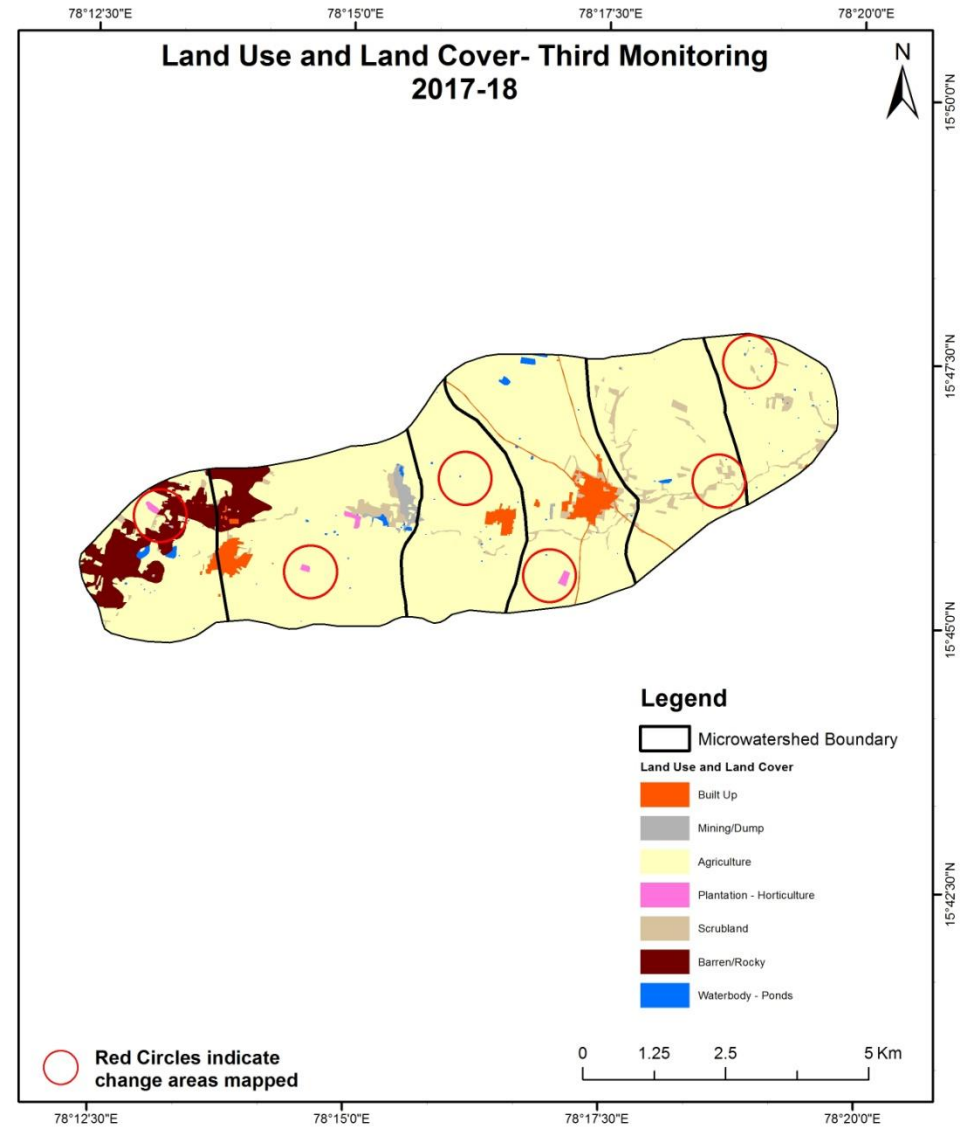 78°12'30"E 78°15'0"E 78°17'30"E 78°20'0"E
Land Use and Land Cover- Third Monitoring
2017-18
N
15°50'0"N
15°47'30"N
15°45'0"N
15°42'30"N
Legend
Microwatershed Boundary
Land Use and Land Cover
Built Up
Mining/Dump
Agriculture
Plantation - Horticulture
Scrubland
Barren/Rocky
Waterbody - Ponds
Red Circles indicate
change areas mapped
0 1.25 2.5 5 Km
78°12'30"E 78°15'0"E 78°17'30"E 78°20'0"E